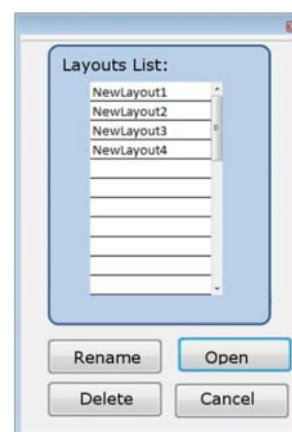 Layouts List:
NewLayout1
NewLayout2
NewLayout3
NewLayout4
Rename
Open
Delete
Cancel